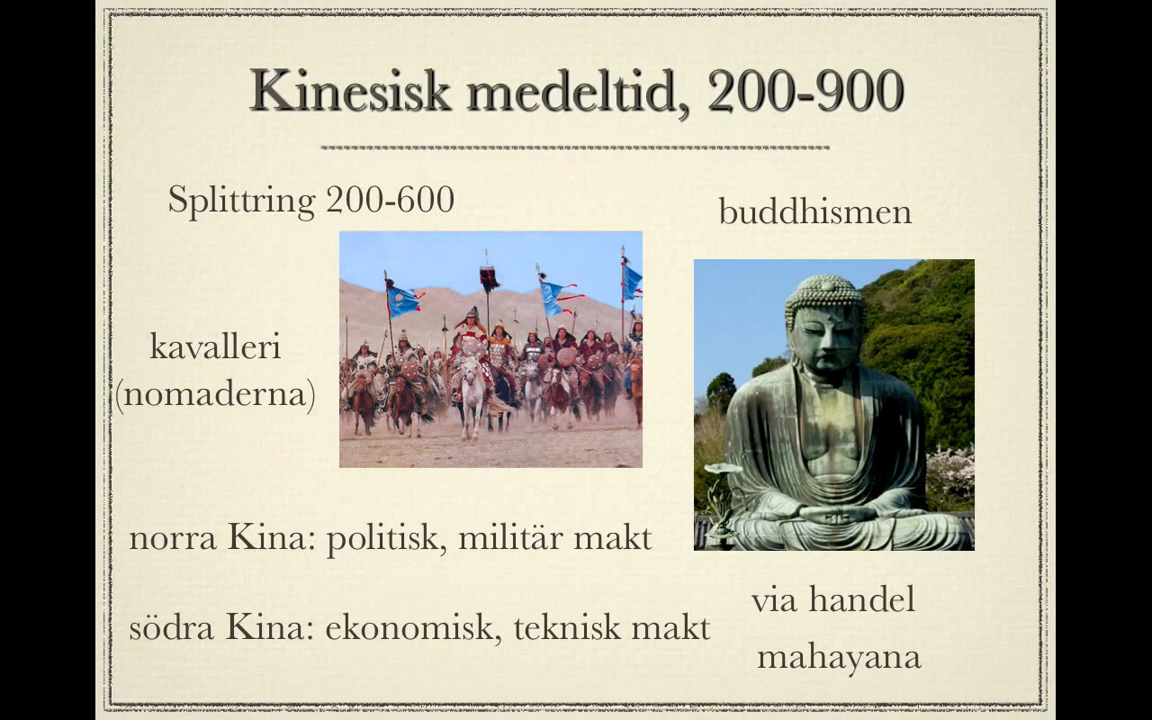 Kinesisk medeltid, 200-900
Splittring 200-600
buddhismen
kavalleri
(nomaderna)
norra Kina: politisk, militär makt
södra Kina: ekonomisk, teknisk makt
via handel
mahayana